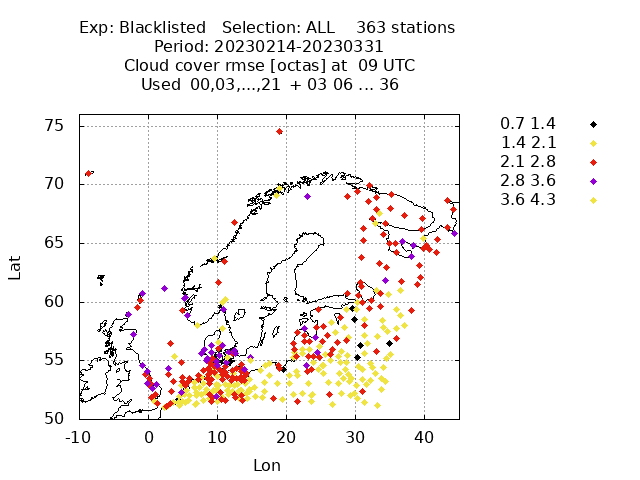 Exp: Blacklisted   Selection: ALL    363 stations
Period: 20230214-20230331
Cloud cover rmse [octas] at  09 UTC
Used  00,03,...,21  + 03 06 ... 36
0.7 1.4
1.4 2.1
2.1 2.8
2.8 3.6
3.6 4.3
75
70
65
60
55
50
Lat
-10 0 10 20 30 40
Lon